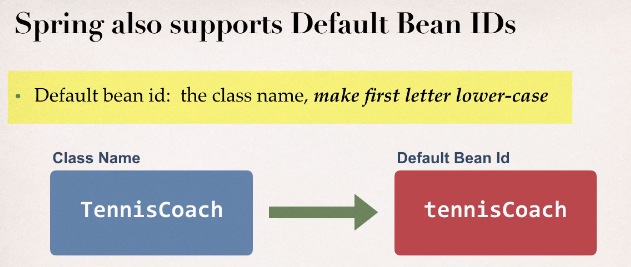 Spring also supports Default Bean IDs
• Default bean id: the class name, make first letter lower-case
Class Name
Default Bean Id
TennisCoach
tennisCoach